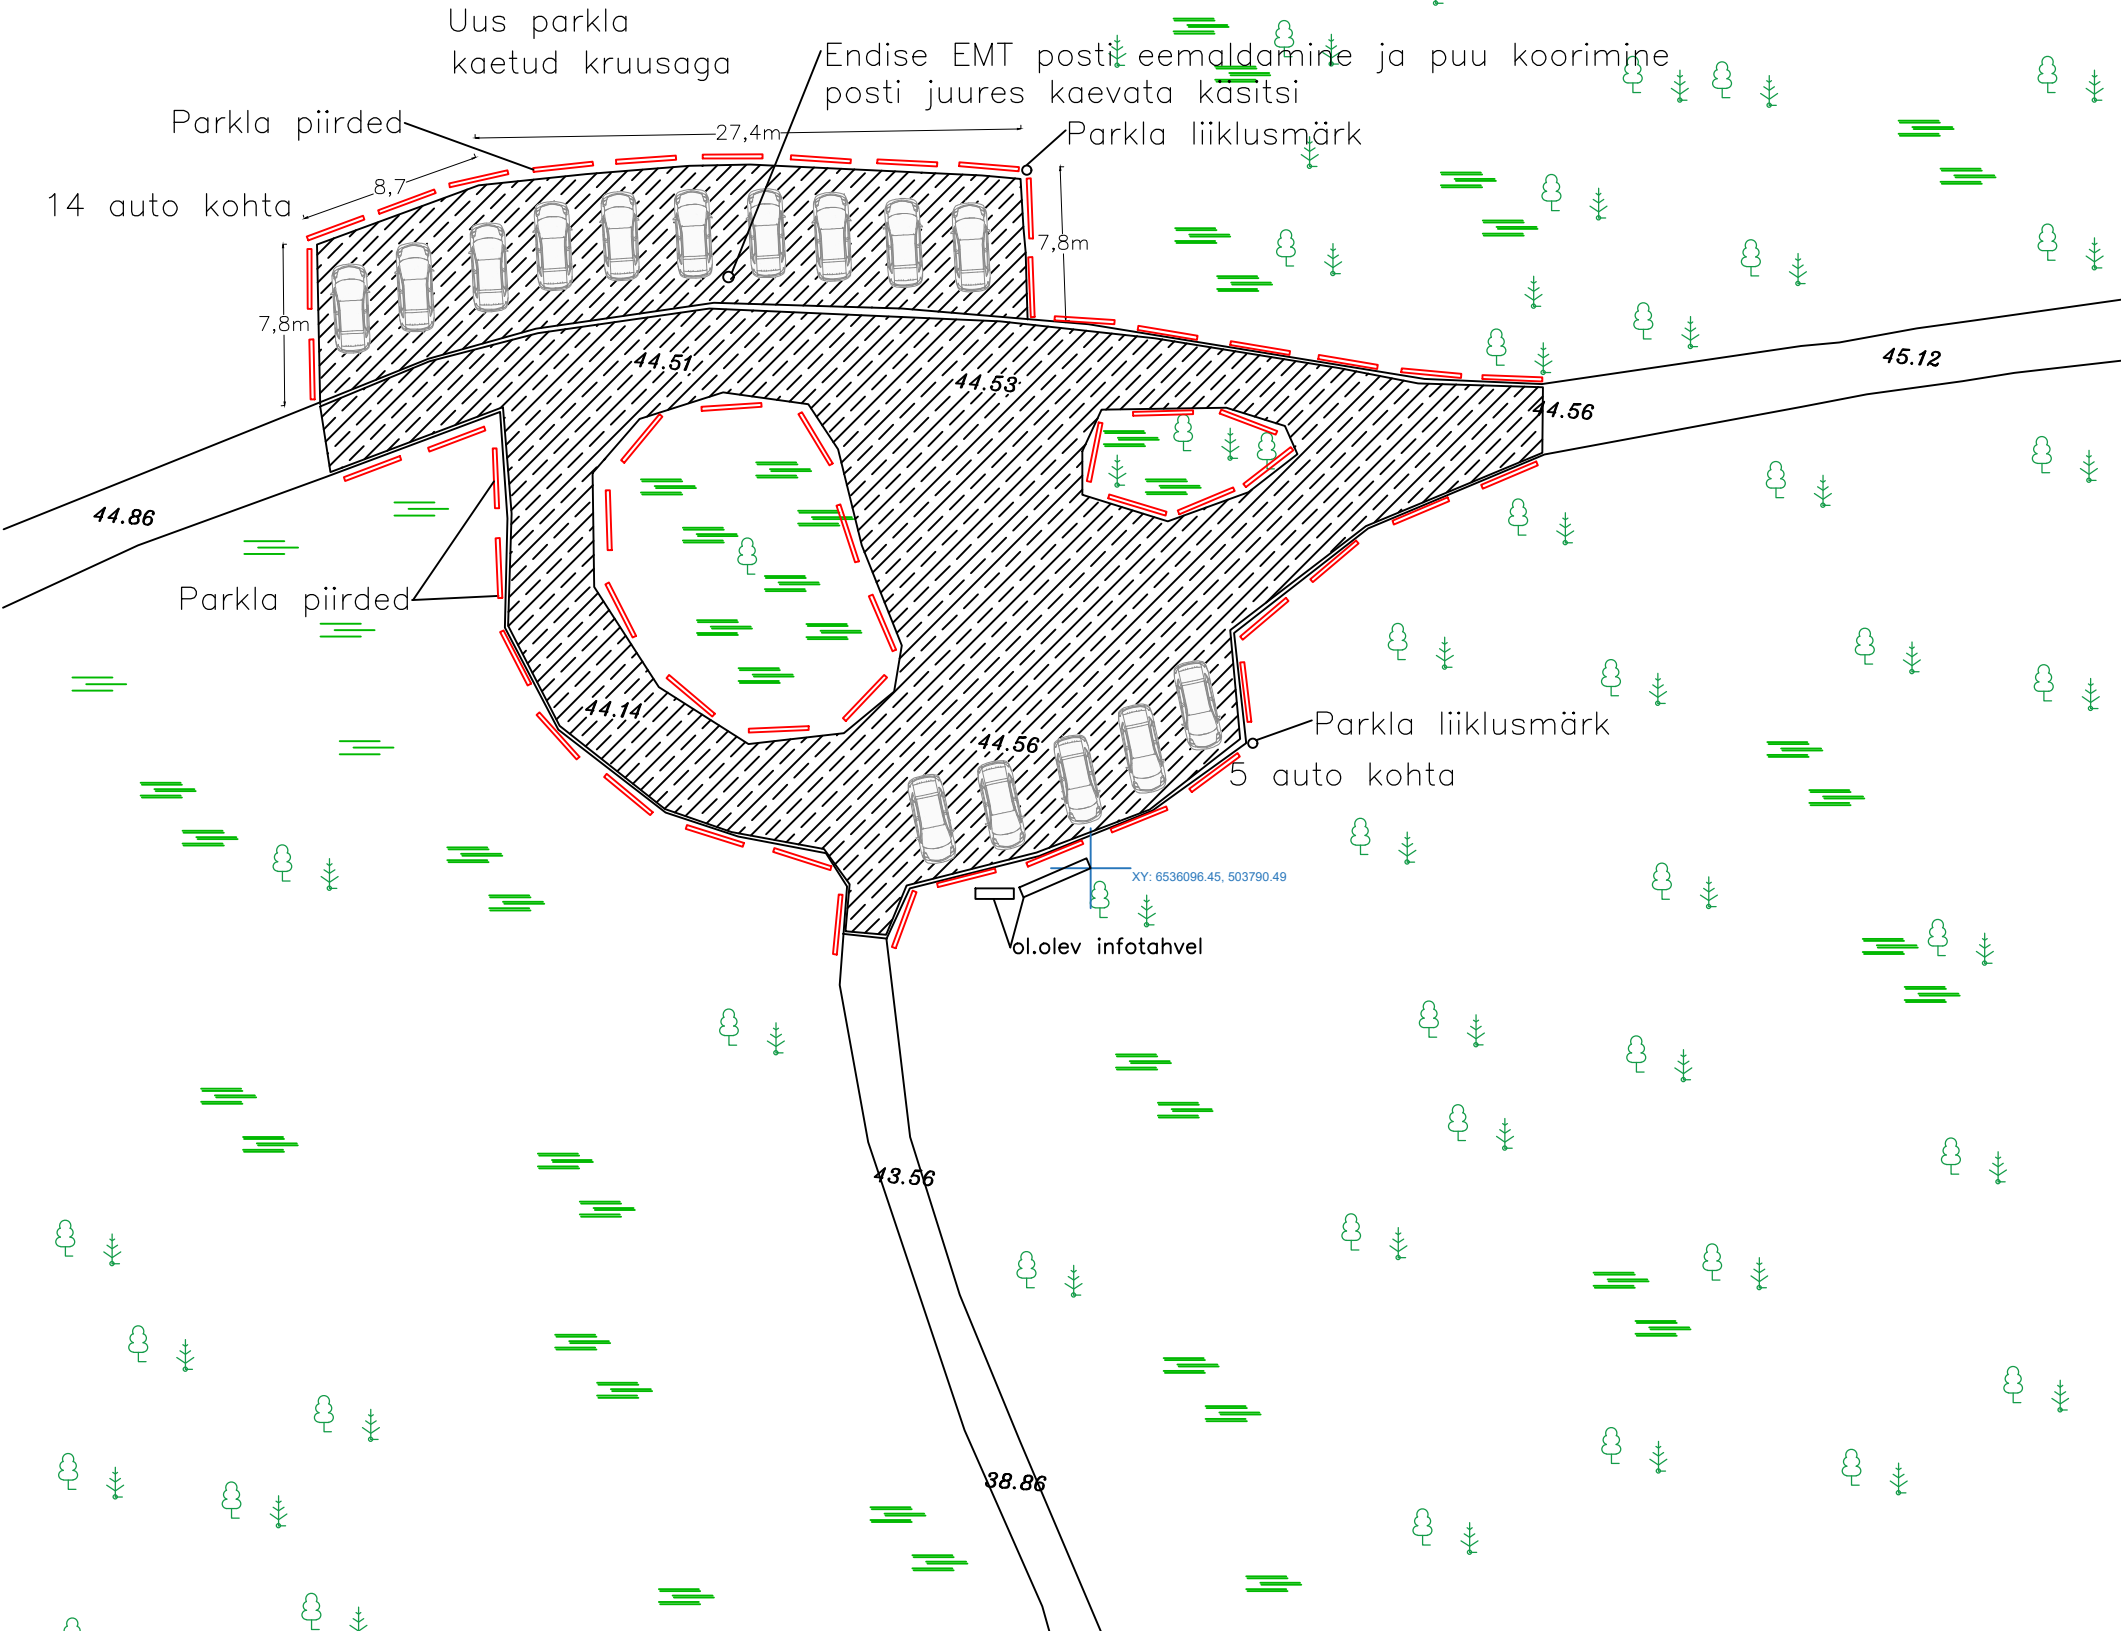 Uus parkla
kaetud kruusaga
Endise EMT posti eemaldamine ja puu koorimine
posti juures kaevata käsitsi
Parkla piirded
27,4m
Parkla liiklusmärk
8,7
14 auto kohta
7,8m
7,8m
44.51
44.53
45.12
44.56
44.86
Parkla piirded
44.14
44.56
Parkla liiklusmärk
5 auto kohta
XY: 6536096.45, 503790.49
ol.olev infotahvel
43.56
38.86